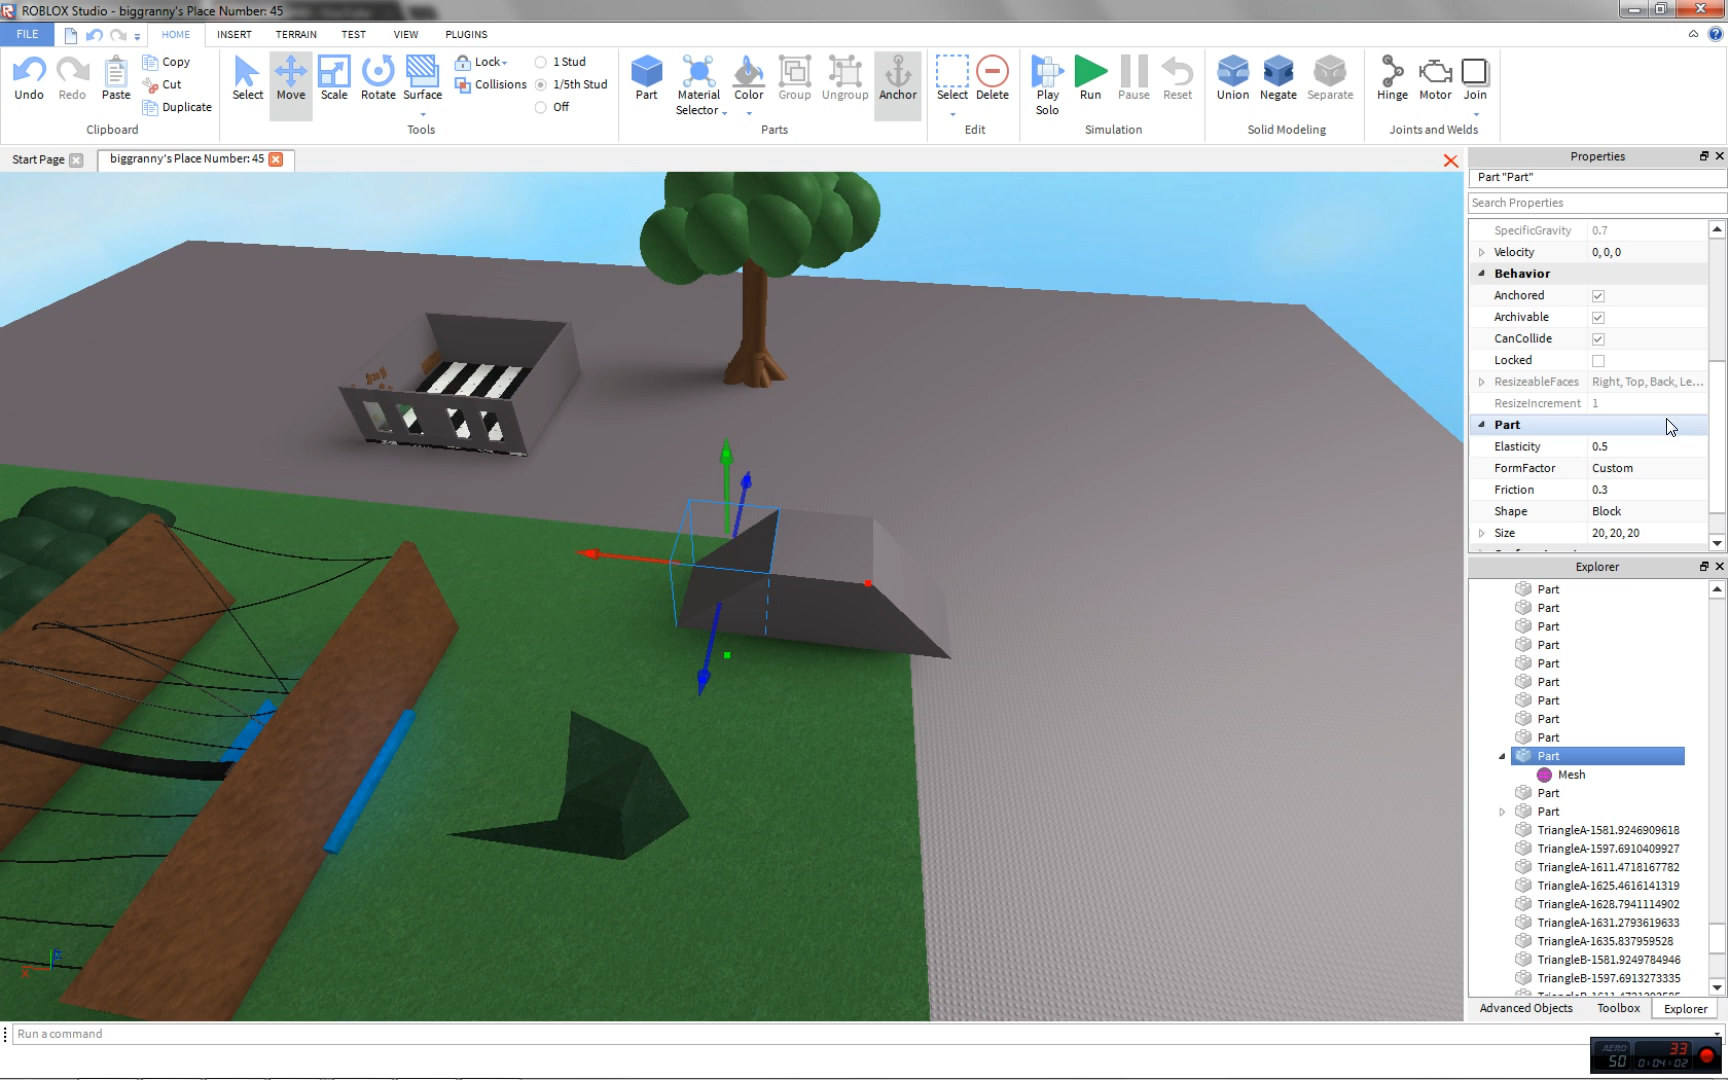 ROBLOX Studio - biggranny's Place Number: 45
FILE HOME INSERT TERRAIN TEST VIEW PLUGINS
Undo Redo Paste Copy Cut Duplicate
Clipboard
Select Move Scale Rotate Surface Lock Collisions 1 Stud 1/5th Stud Off
Tools
Part Material Selector Color Group Ungroup Anchor
Parts
Select Delete
Edit
Play Solo Run Pause Reset
Simulation
Union Negate Separate
Solid Modeling
Hinge Motor Join
Joints and Welds
Start Page biggranny's Place Number: 45
Properties
Part "Part"
Search Properties
SpecificGravity 0.7
Velocity 0, 0, 0
Behavior
Anchored
Archivable
CanCollide
Locked
ResizeableFaces Right, Top, Back, Le...
ResizeIncrement 1
Part
Elasticity 0.5
FormFactor Custom
Friction 0.3
Shape Block
Size 20, 20, 20
Explorer
Part
Part
Part
Part
Part
Part
Part
Part
Part
Part
Mesh
Part
Part
TriangleA-1581.9246909618
TriangleA-1597.6910409927
TriangleA-1611.4718167782
TriangleA-1625.4616141319
TriangleA-1628.7941114902
TriangleA-1631.2793619633
TriangleA-1635.837959528
TriangleB-1581.9249784946
TriangleB-1597.6913273335
Advanced Objects Toolbox Explorer
Run a command
AERO 33
50 0:04:02